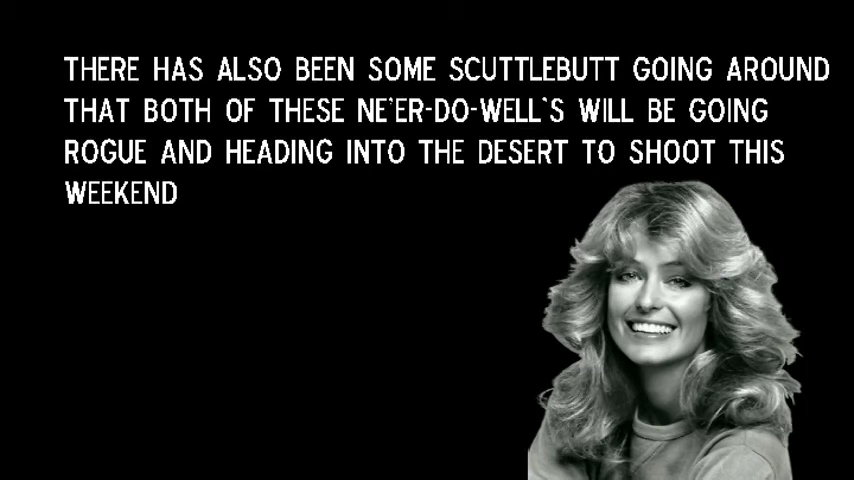 THERE HAS ALSO BEEN SOME SCUTTLEBUTT GOING AROUND
THAT BOTH OF THESE NE'ER-DO-WELL`S WILL BE GOING
ROGUE AND HEADING INTO THE DESERT TO SHOOT THIS
WEEKEND